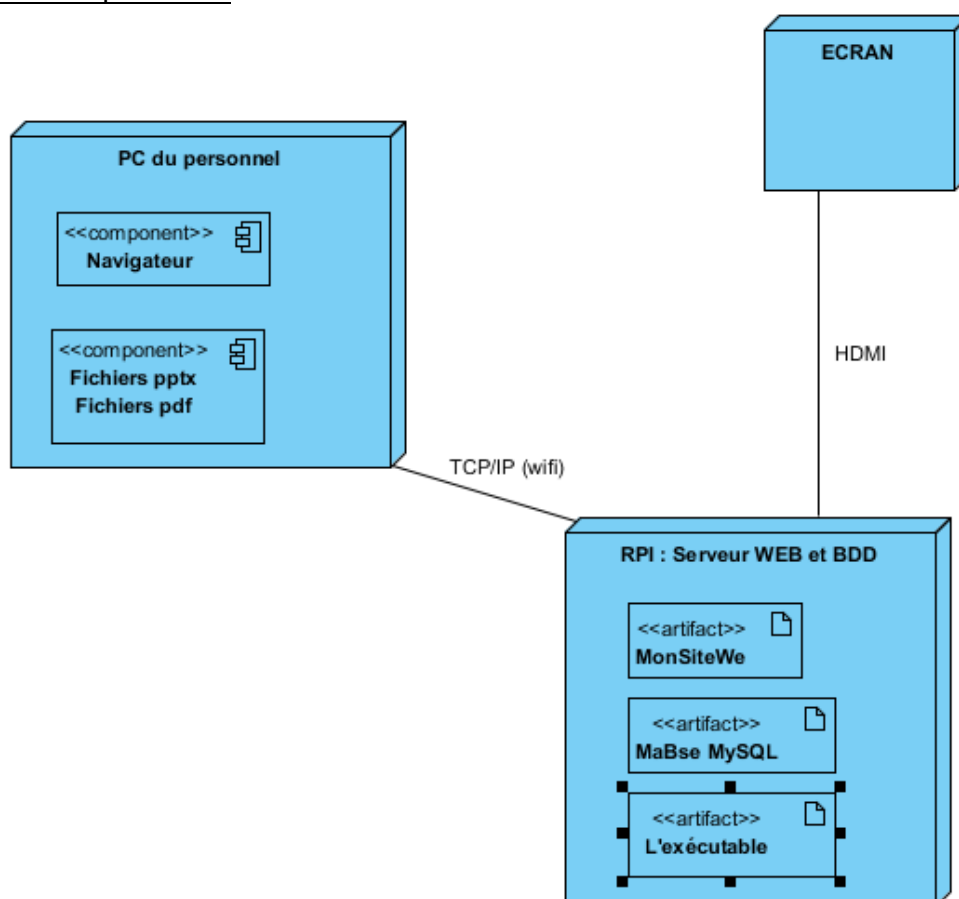 ECRAN
PC du personnel
<<component>>
Navigateur
<<component>>
Fichiers pptx
Fichiers pdf
HDMI
TCP/IP (wifi)
RPI : Serveur WEB et BDD
<<artifact>>
MonSiteWe
<<artifact>>
MaBse MySQL
<<artifact>>
L'exécutable